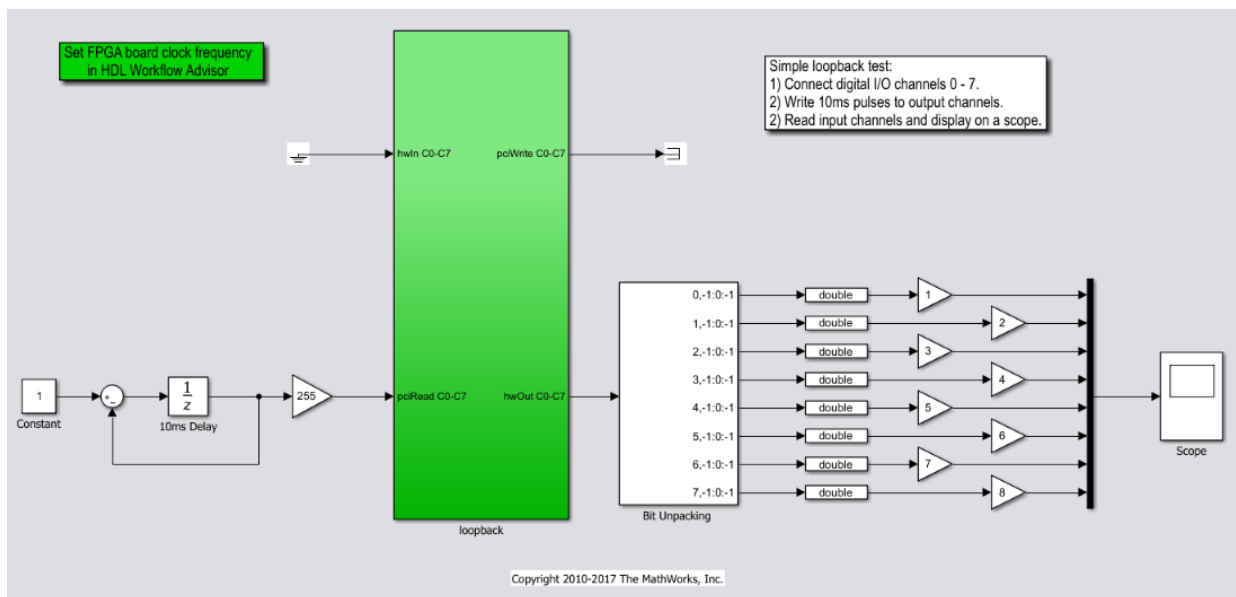 Set FPGA board clock frequency
in HDL Workflow Advisor
Simple loopback test:
1) Connect digital I/O channels 0 - 7.
2) Write 10ms pulses to output channels.
2) Read input channels and display on a scope.
hwIn C0-C7
pciWrite C0-C7
0,-1:0:-1
double
1
1,-1:0:-1
double
2
2,-1:0:-1
double
3
3,-1:0:-1
double
4
1
Constant
+
-
1
z
10ms Delay
255
pciRead C0-C7
hwOut C0-C7
4,-1:0:-1
double
5
5,-1:0:-1
double
6
6,-1:0:-1
double
7
7,-1:0:-1
double
8
Scope
Bit Unpacking
loopback
Copyright 2010-2017 The MathWorks, Inc.